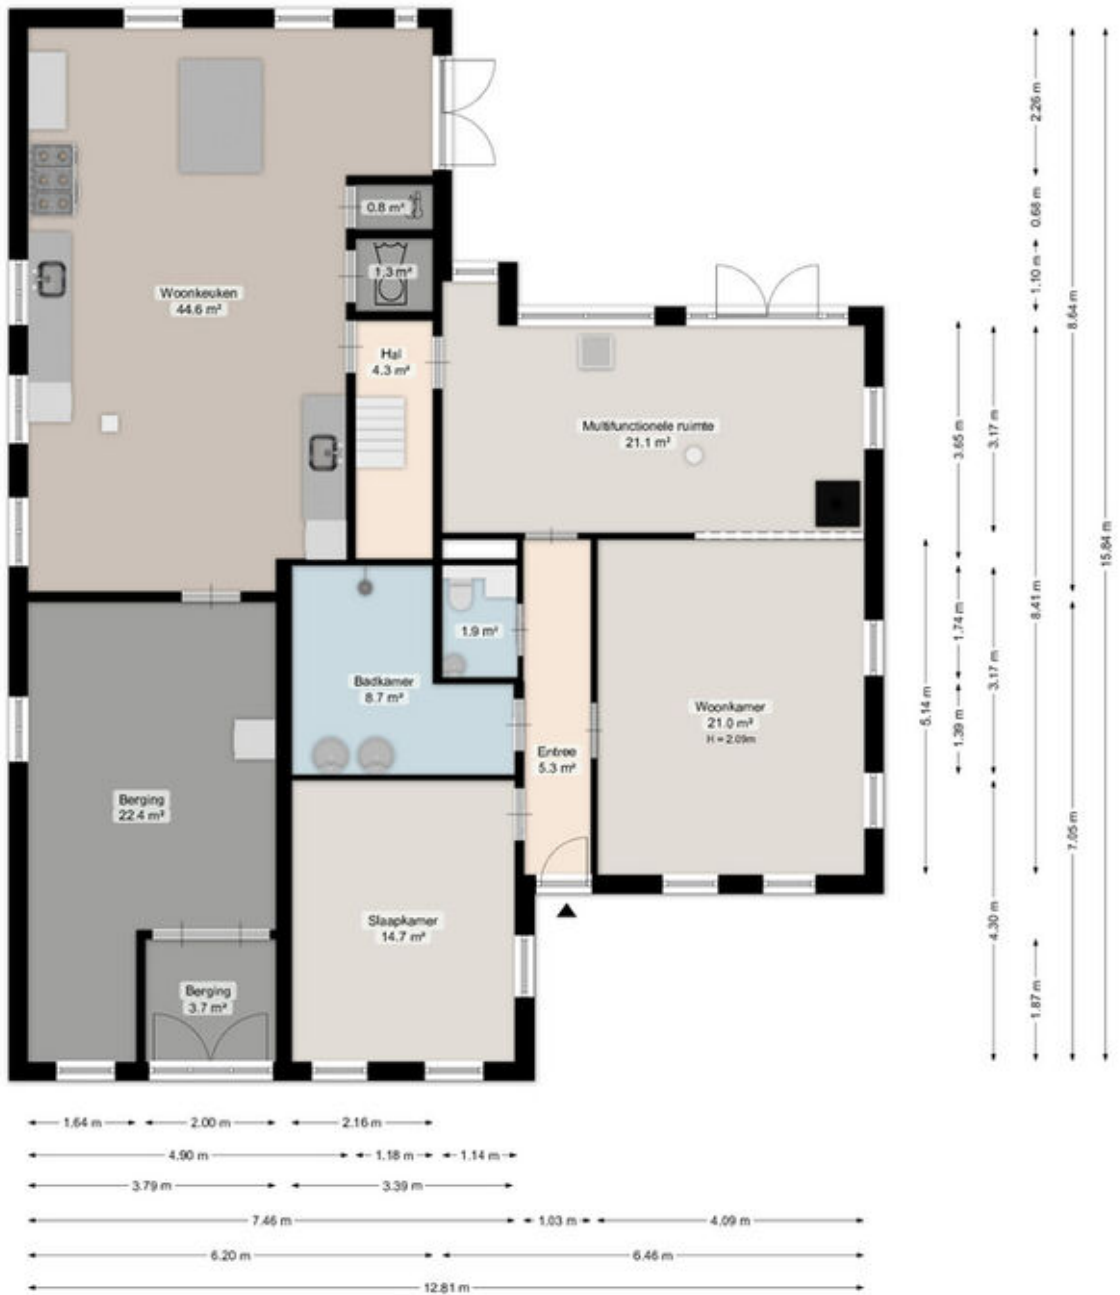 0.8 m²
1.3 m²
Woonkeuken
44.6 m²
Hal
4.3 m²
Multifunctionele ruimte
21.1 m²
1.9 m²
Badkamer
8.7 m²
Woonkamer
21.0 m²
H = 2.09m
Entree
5.3 m²
Berging
22.4 m²
Slaapkamer
14.7 m²
Berging
3.7 m²
2.26 m
0.68 m
1.10 m
8.64 m
3.65 m
3.17 m
15.84 m
8.41 m
1.74 m
3.17 m
5.14 m
1.39 m
7.05 m
4.30 m
1.87 m
1.64 m
2.00 m
2.16 m
4.90 m
1.18 m
1.14 m
3.79 m
3.39 m
7.46 m
1.03 m
4.09 m
6.20 m
6.46 m
12.81 m